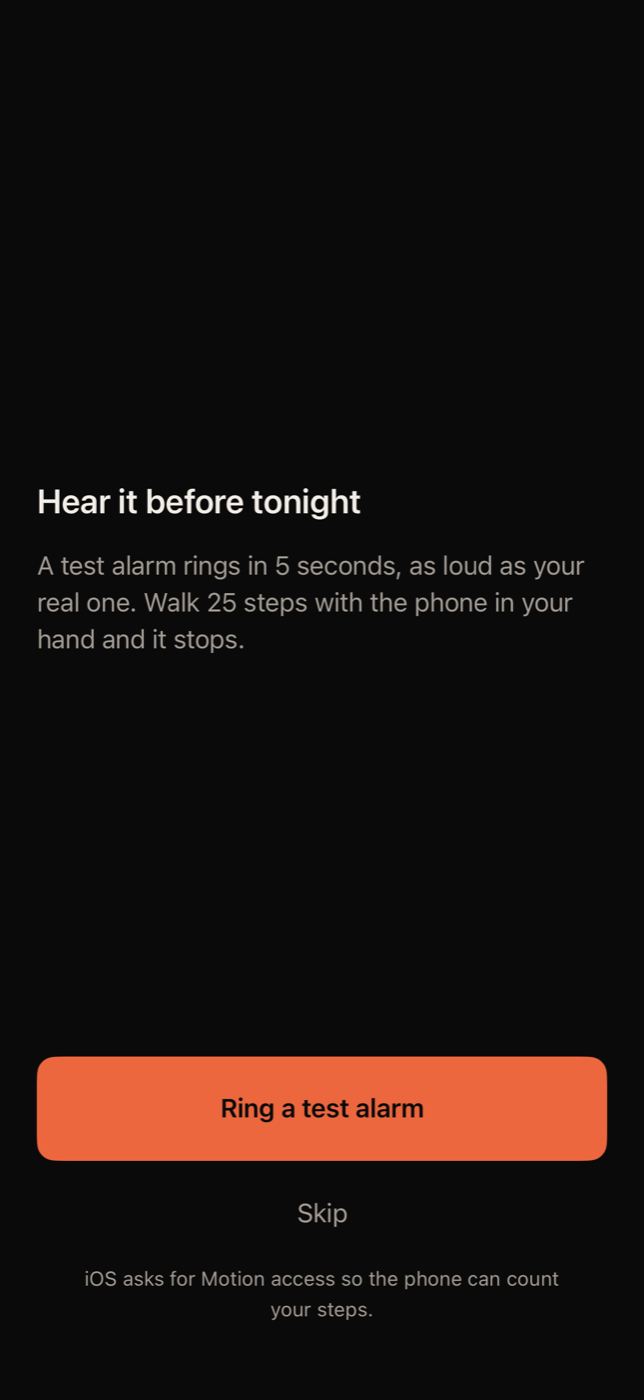 Hear it before tonight
A test alarm rings in 5 seconds, as loud as your
real one. Walk 25 steps with the phone in your
hand and it stops.
Ring a test alarm
Skip
iOS asks for Motion access so the phone can count
your steps.